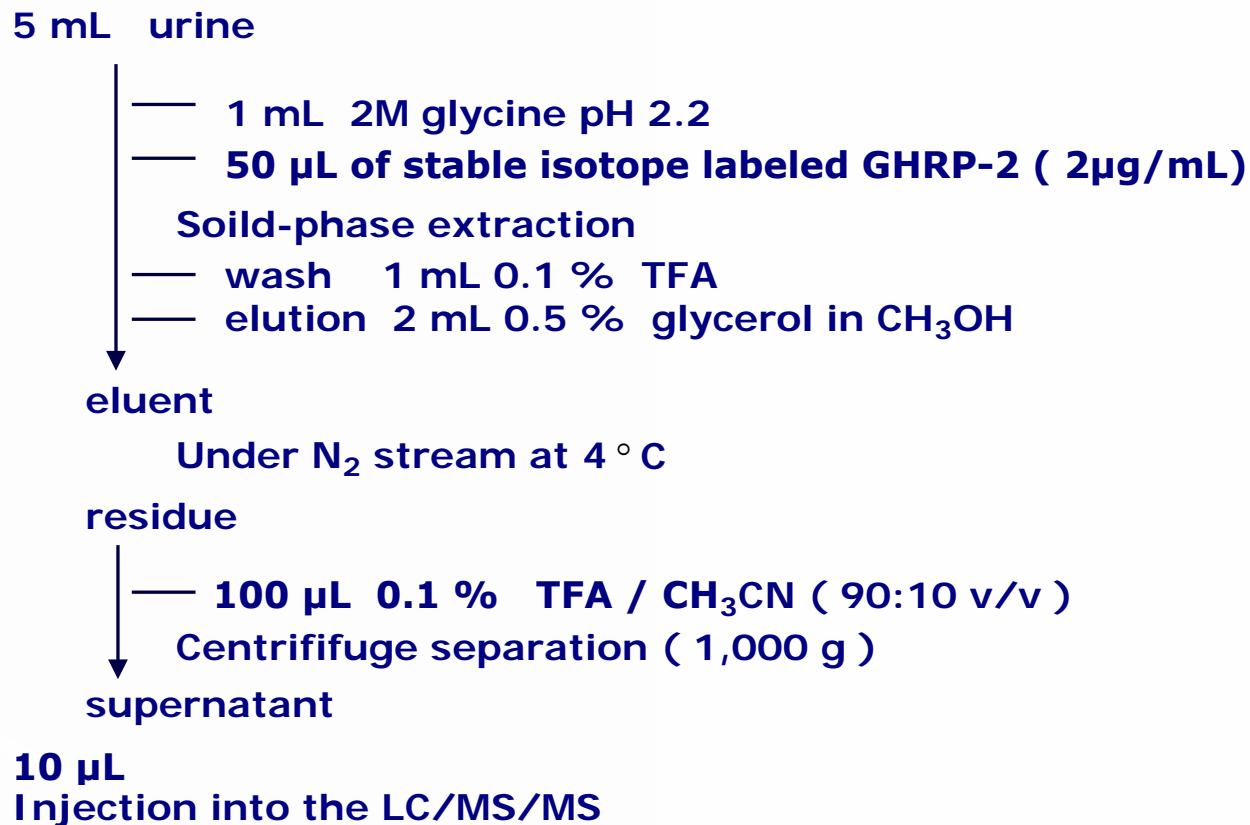 5 mL urine
1 mL 2M glycine pH 2.2
50 µL of stable isotope labeled GHRP-2 ( 2µg/mL)
Soild-phase extraction
wash 1 mL 0.1 % TFA
elution 2 mL 0.5 % glycerol in CH₃OH
eluent
Under N₂ stream at 4 ° C
residue
100 µL 0.1 % TFA / CH₃CN ( 90:10 v/v )
Centrififuge separation ( 1,000 g )
supernatant
10 µL
Injection into the LC/MS/MS